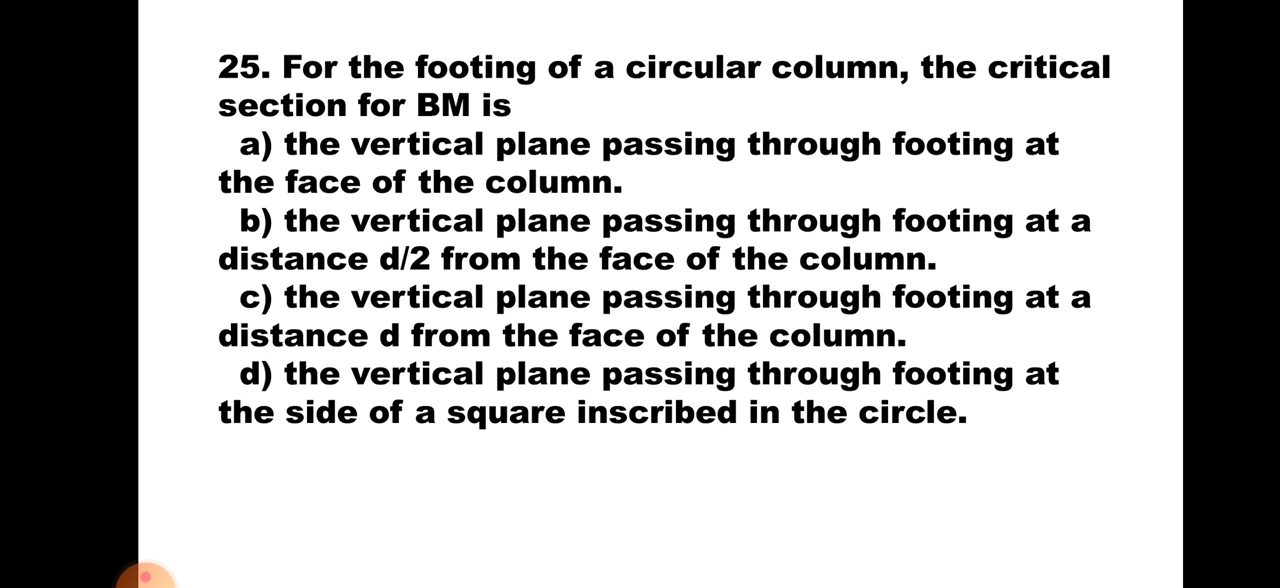 25. For the footing of a circular column, the critical
section for BM is
a) the vertical plane passing through footing at
the face of the column.
b) the vertical plane passing through footing at a
distance d/2 from the face of the column.
c) the vertical plane passing through footing at a
distance d from the face of the column.
d) the vertical plane passing through footing at
the side of a square inscribed in the circle.